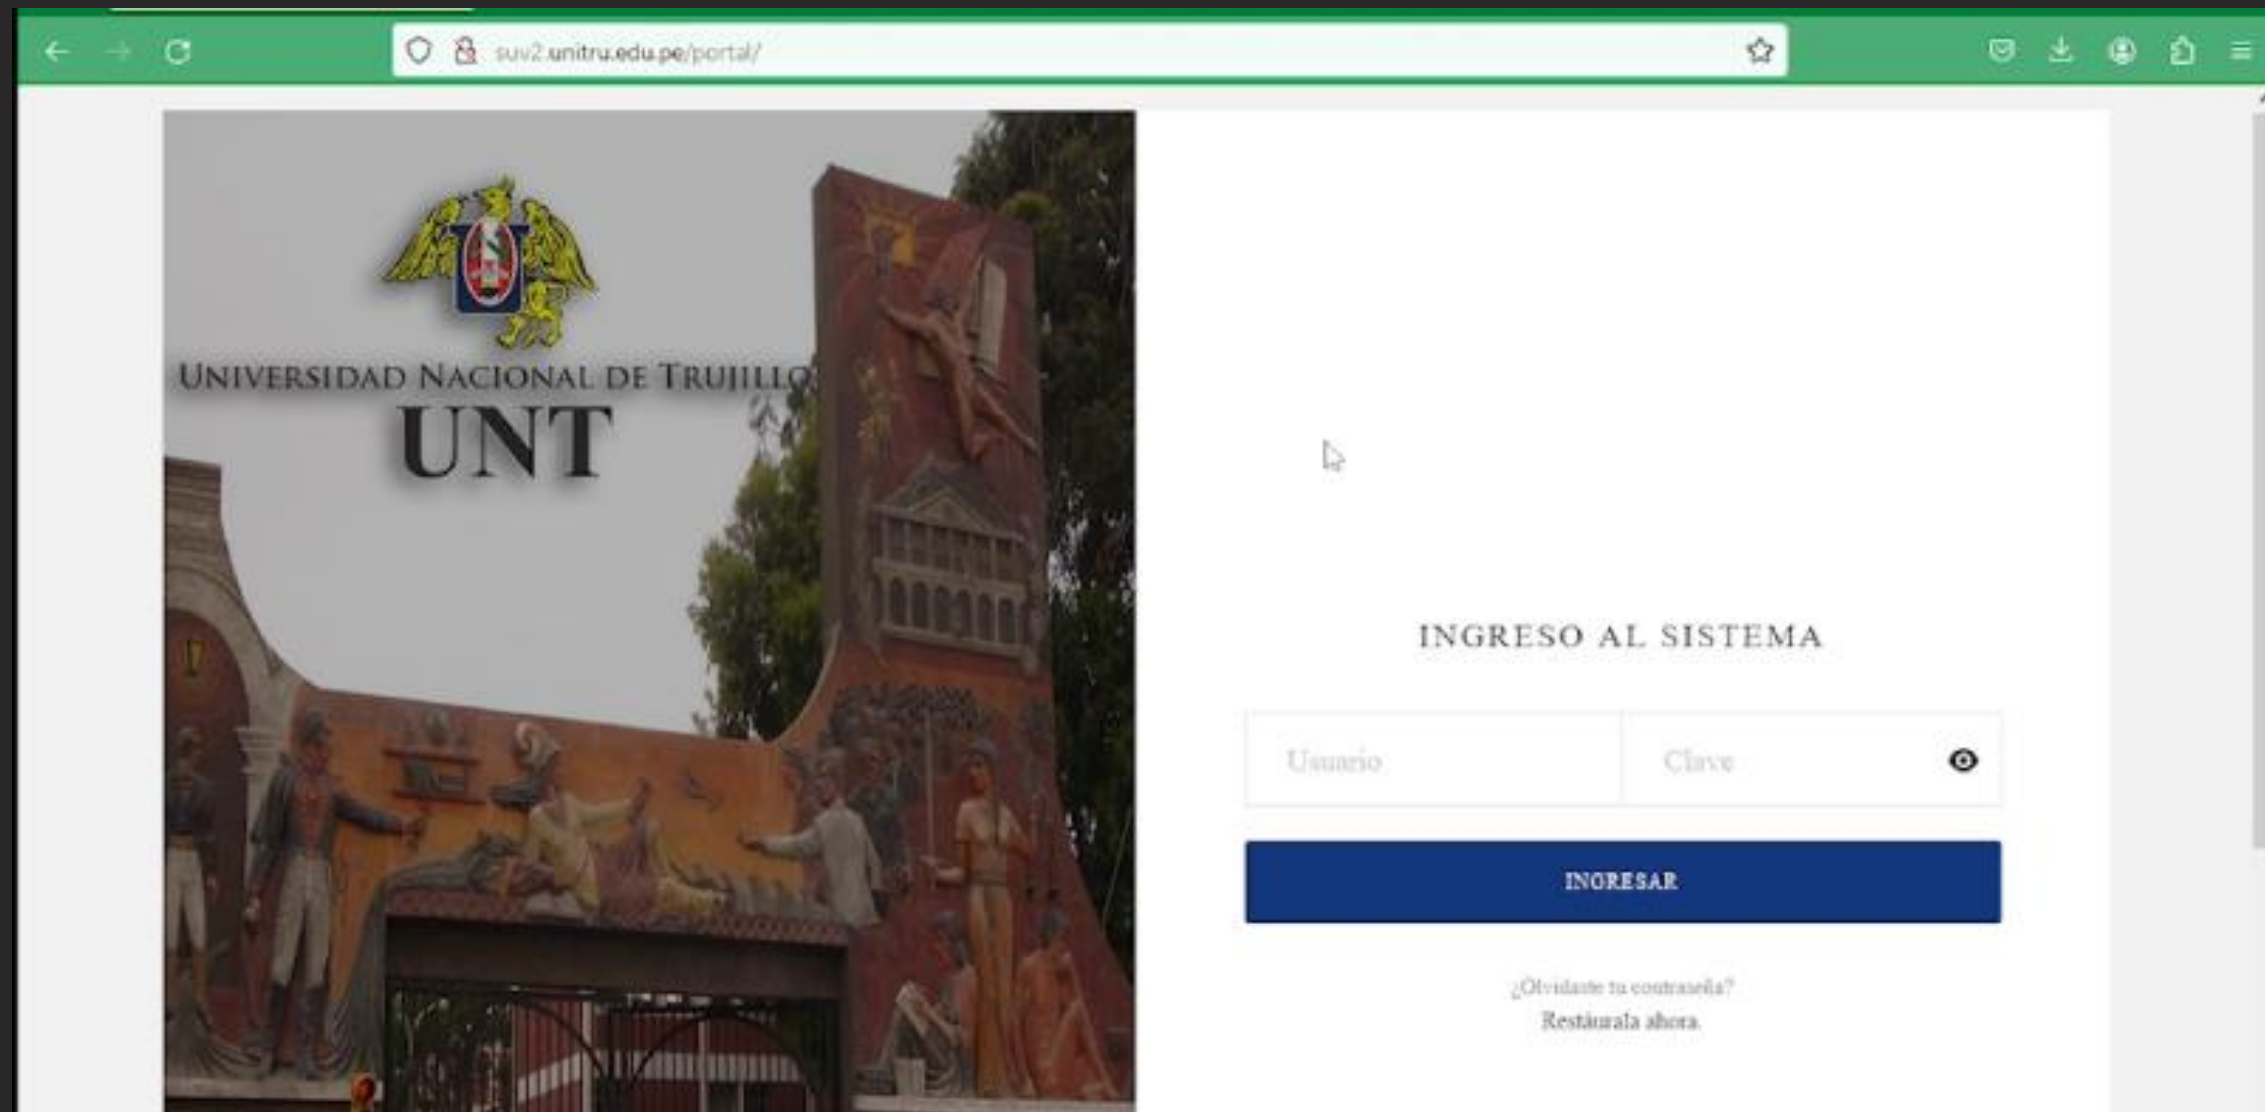 suv2.unitru.edu.pe/portal/
UNIVERSIDAD NACIONAL DE TRUJILLO
UNT
INGRESO AL SISTEMA
Usuario
Clave
INGRESAR
¿Olvidaste tu contraseña?
Restáurala ahora.